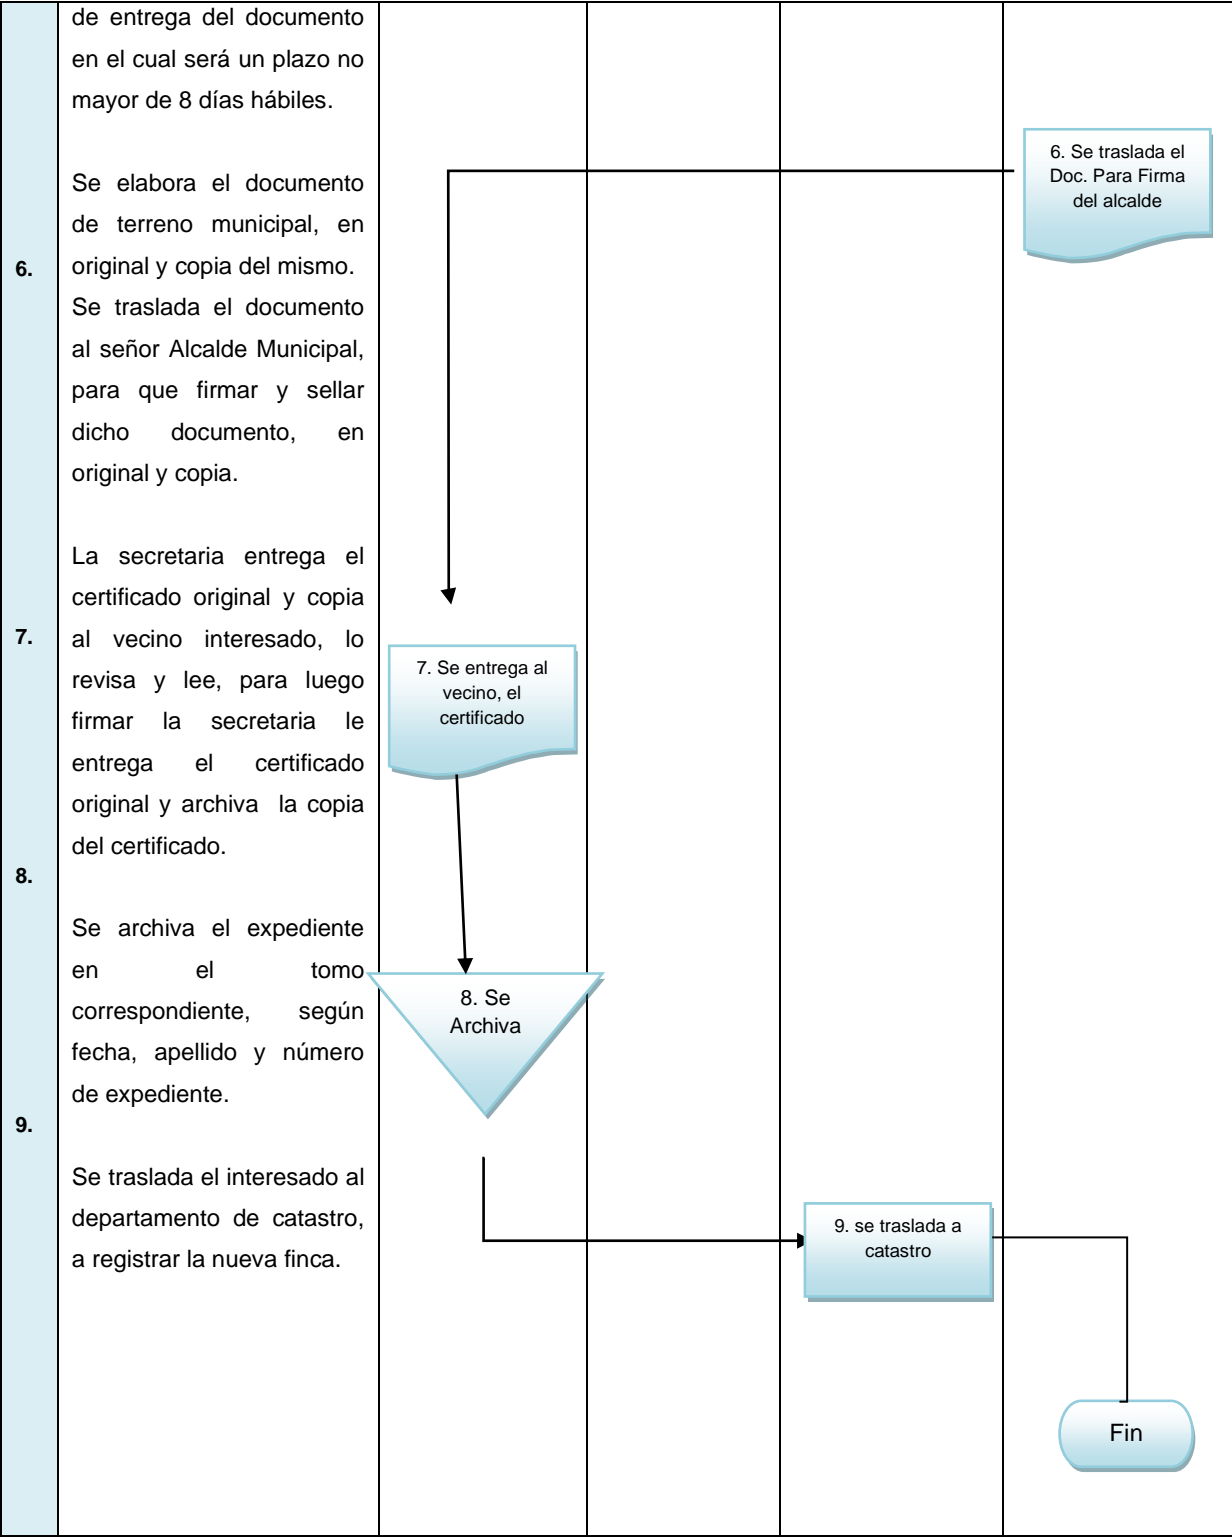 de entrega del documento
en el cual será un plazo no
mayor de 8 días hábiles.
6.
Se elabora el documento
de terreno municipal, en
original y copia del mismo.
Se traslada el documento
al señor Alcalde Municipal,
para que firmar y sellar
dicho documento, en
original y copia.
7.
La secretaria entrega el
certificado original y copia
al vecino interesado, lo
revisa y lee, para luego
firmar la secretaria le
entrega el certificado
original y archiva la copia
del certificado.
8.
Se archiva el expediente
en el tomo
correspondiente, según
fecha, apellido y número
de expediente.
9.
Se traslada el interesado al
departamento de catastro,
a registrar la nueva finca.
6. Se traslada el
Doc. Para Firma
del alcalde
7. Se entrega al
vecino, el
certificado
8. Se
Archiva
9. se traslada a
catastro
Fin